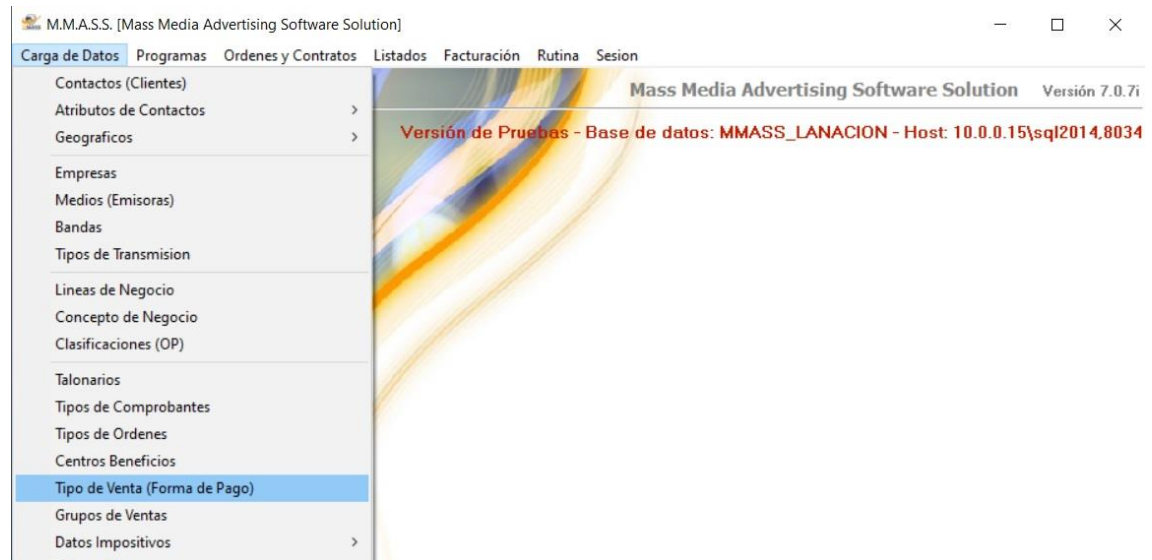 M.M.A.S.S. [Mass Media Advertising Software Solution]
Carga de Datos Programas Ordenes y Contratos Listados Facturación Rutina Sesion
Mass Media Advertising Software Solution Versión 7.0.7i
Versión de Pruebas - Base de datos: MMASS_LANACION - Host: 10.0.0.15\sql2014,8034
Contactos (Clientes)
Atributos de Contactos
Geograficos
Empresas
Medios (Emisoras)
Bandas
Tipos de Transmision
Lineas de Negocio
Concepto de Negocio
Clasificaciones (OP)
Talonarios
Tipos de Comprobantes
Tipos de Ordenes
Centros Beneficios
Tipo de Venta (Forma de Pago)
Grupos de Ventas
Datos Impositivos